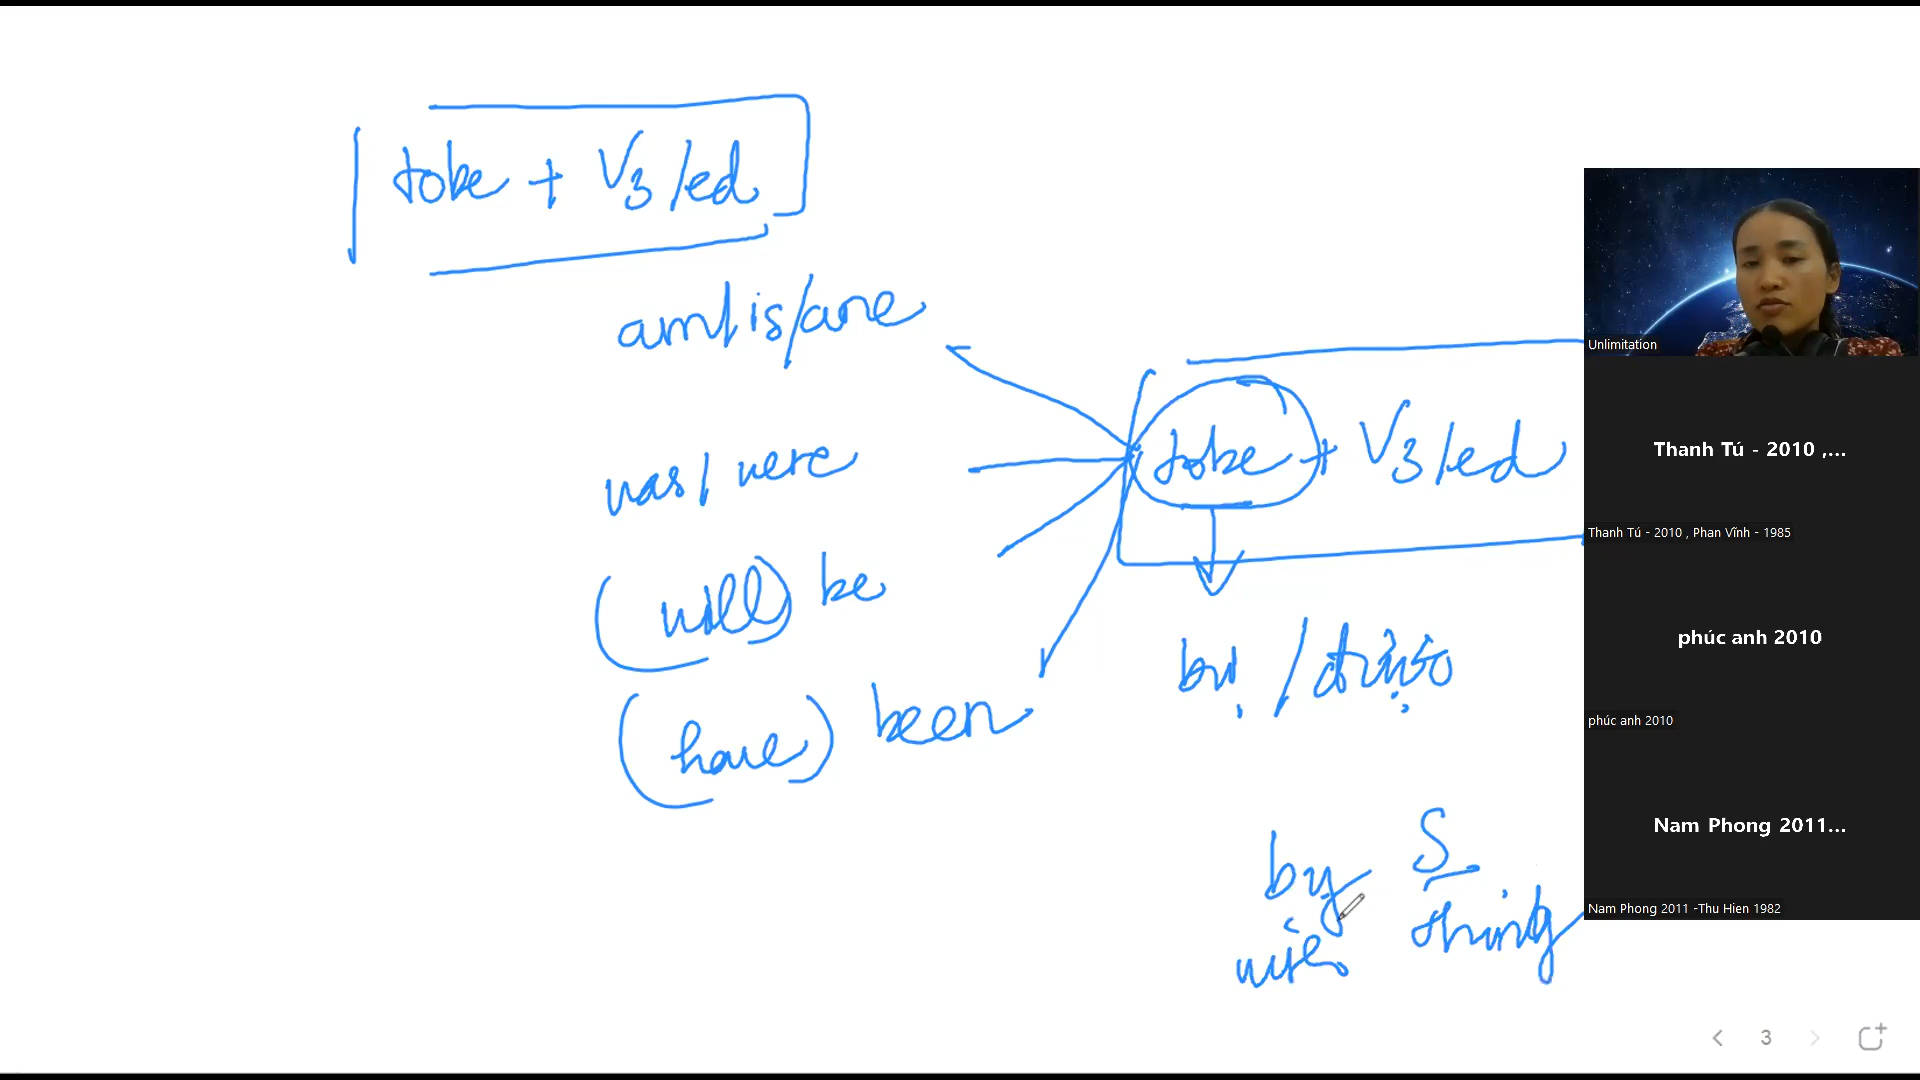 tobe + V3/ed
am/is/are
was/were
(will) be
(have) been
tobe + V3/ed
bị / được
by S
with thing
Unlimitation
Thanh Tú - 2010 ,...
Thanh Tú - 2010 , Phan Vĩnh - 1985
phúc anh 2010
phúc anh 2010
Nam Phong 2011...
Nam Phong 2011 -Thu Hien 1982
3